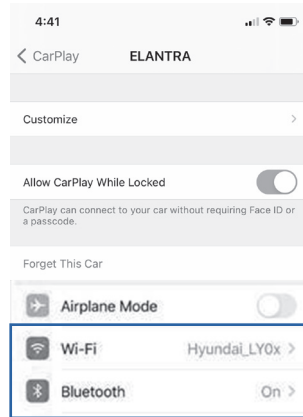 4:41
CarPlay ELANTRA
Customize
Allow CarPlay While Locked
CarPlay can connect to your car without requiring Face ID or
a passcode.
Forget This Car
Airplane Mode
Wi-Fi Hyundai_LY0x
Bluetooth On